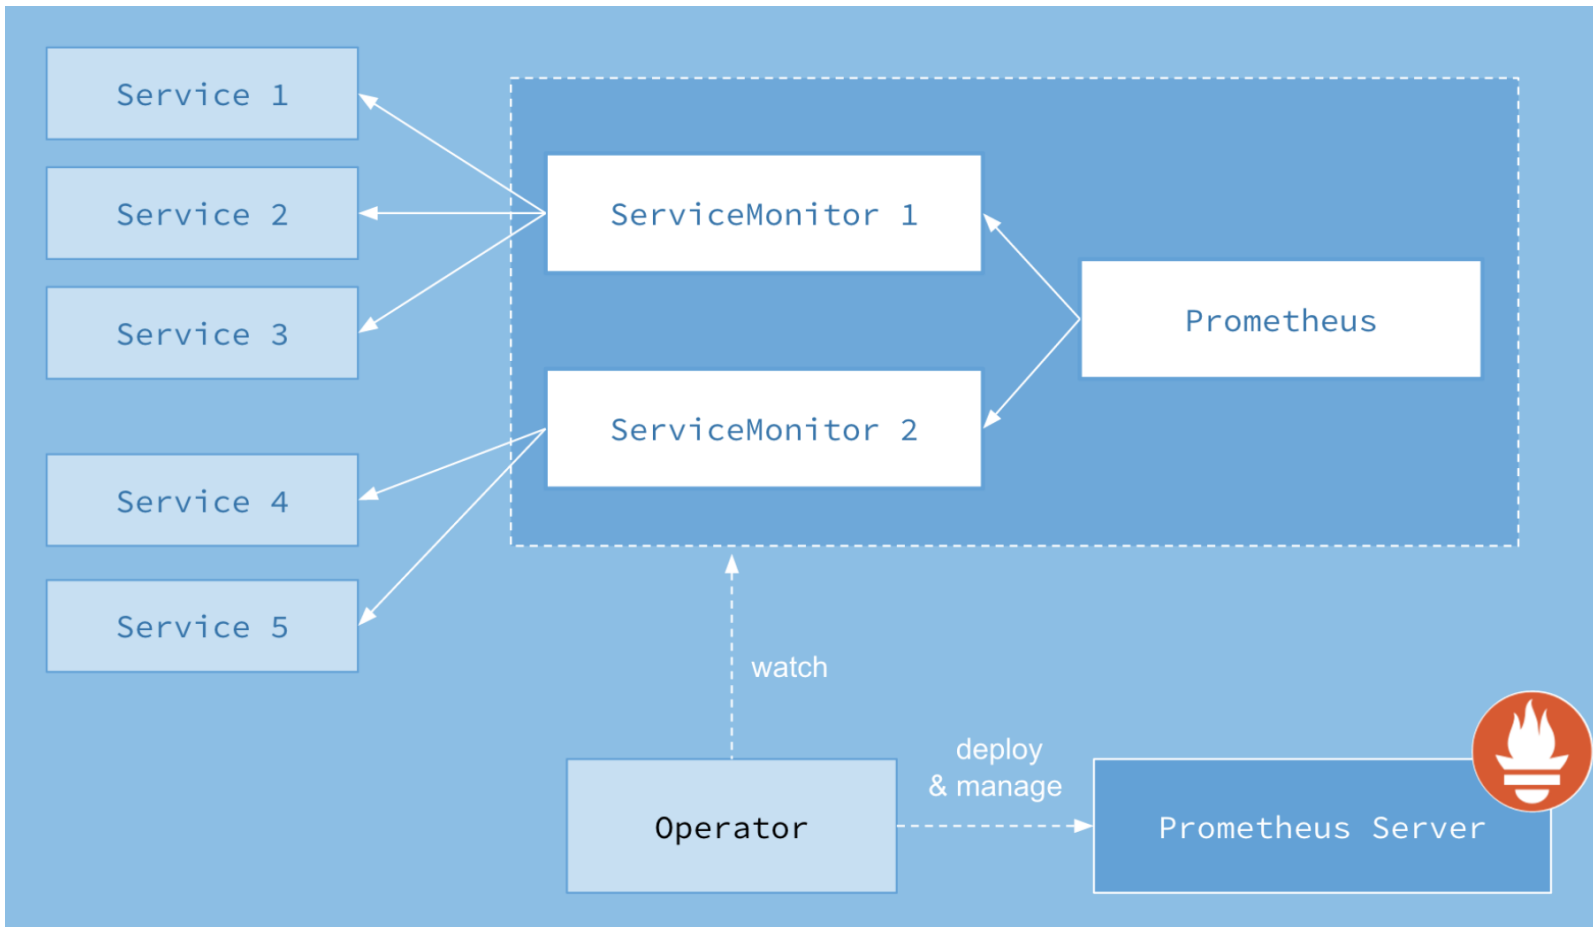 Service 1
Service 2
Service 3
Service 4
Service 5
ServiceMonitor 1
ServiceMonitor 2
Prometheus
watch
deploy
& manage
Operator
Prometheus Server